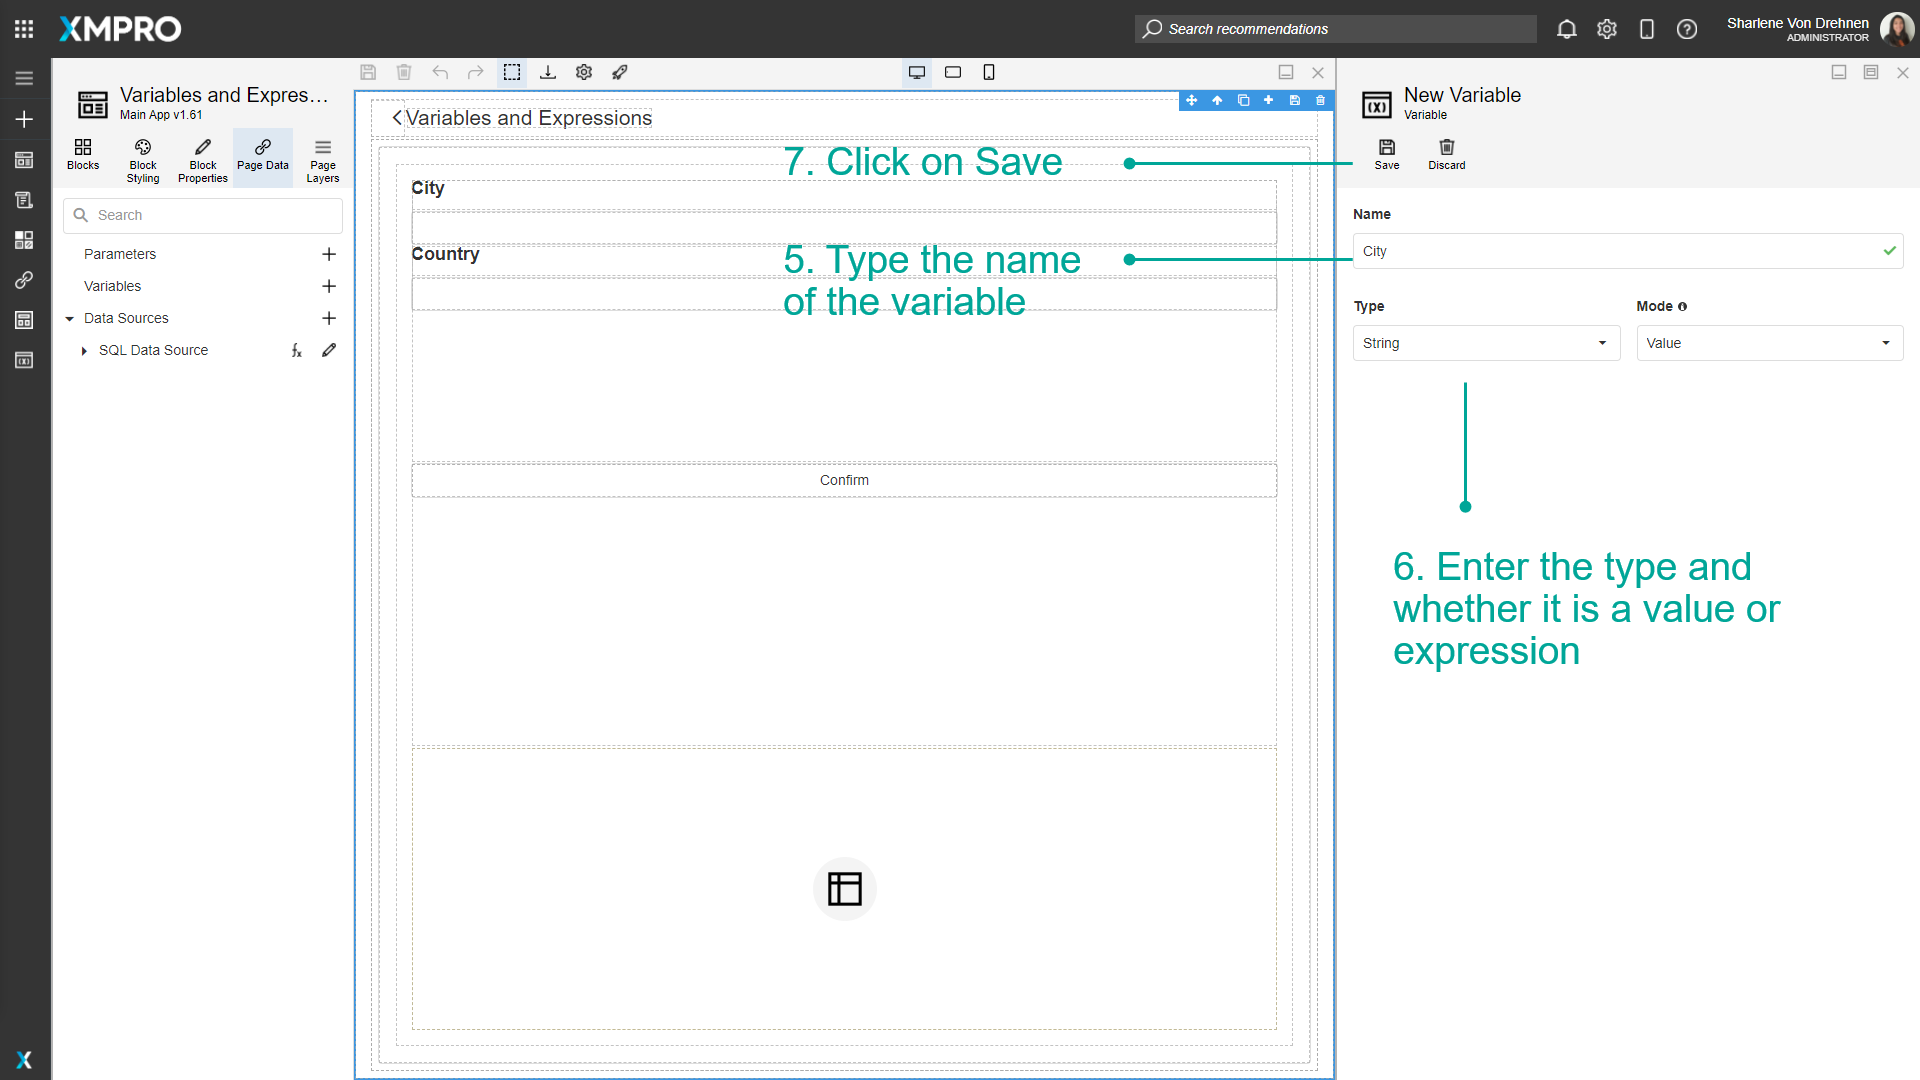 XMPRO
Search recommendations
Sharlene Von Drehnen
ADMINISTRATOR
Variables and Expres...
Main App v1.61
Blocks
Block Styling
Block Properties
Page Data
Page Layers
Search
Parameters
Variables
Data Sources
SQL Data Source
fx
Variables and Expressions
7. Click on Save
City
Country
5. Type the name
of the variable
Confirm
New Variable
Variable
(X)
Save
Discard
Name
City
Type
Mode
String
Value
6. Enter the type and
whether it is a value or
expression